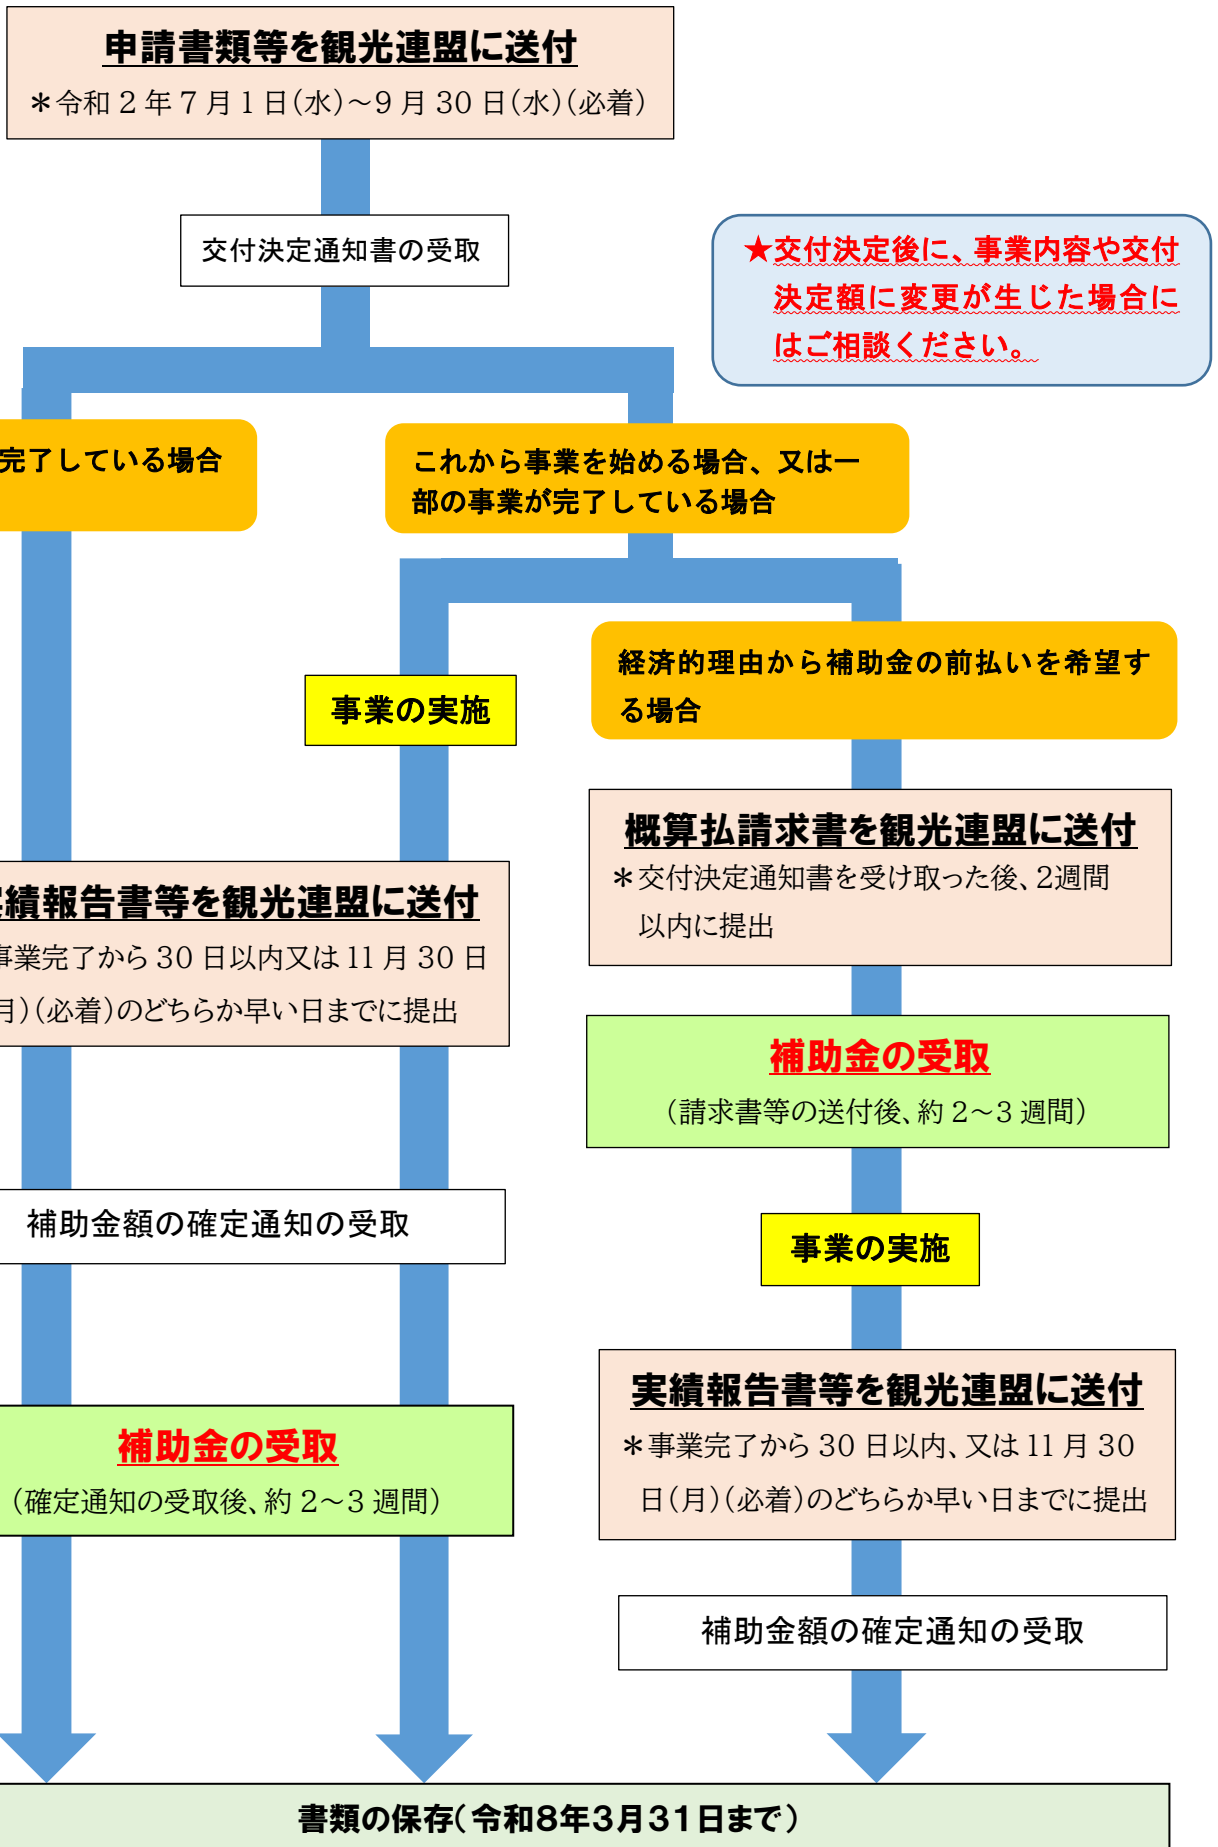 申請書類等を観光連盟に送付
＊令和２年７月１日(水)～9月30日(水)(必着)
交付決定通知書の受取
★交付決定後に、事業内容や交付
決定額に変更が生じた場合に
はご相談ください。
完了している場合
これから事業を始める場合、又は一
部の事業が完了している場合
経済的理由から補助金の前払いを希望す
る場合
事業の実施
概算払請求書を観光連盟に送付
＊交付決定通知書を受け取った後、2週間
以内に提出
績報告書等を観光連盟に送付
事業完了から30日以内又は11月30日
月)(必着)のどちらか早い日までに提出
補助金の受取
(請求書等の送付後、約2～3週間)
補助金額の確定通知の受取
事業の実施
実績報告書等を観光連盟に送付
＊事業完了から30日以内、又は11月30
日(月)(必着)のどちらか早い日までに提出
補助金の受取
(確定通知の受取後、約2～3週間)
補助金額の確定通知の受取
書類の保存(令和8年3月31日まで)